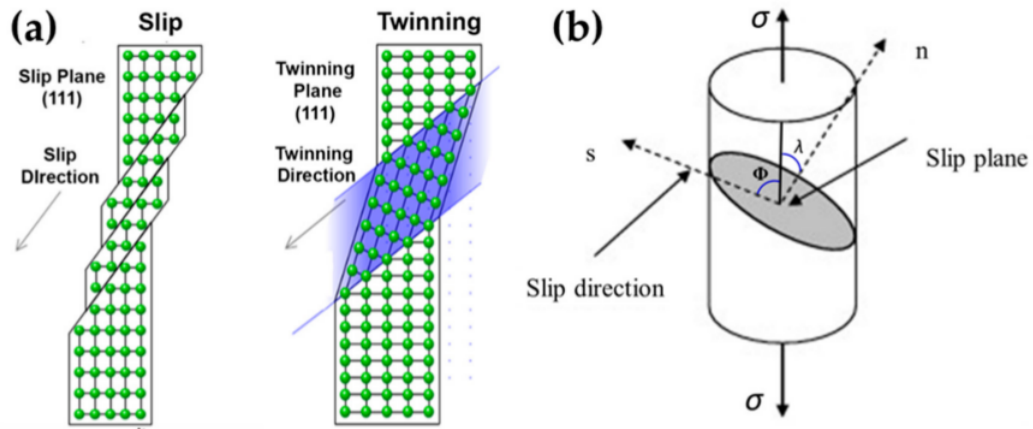 (a)
Slip
Slip Plane
(111)
Slip
DIrection
Twinning
Twinning
Plane
(111)
Twinning
Direction
(b)
σ
n
s
λ
Φ
Slip plane
Slip direction
σ